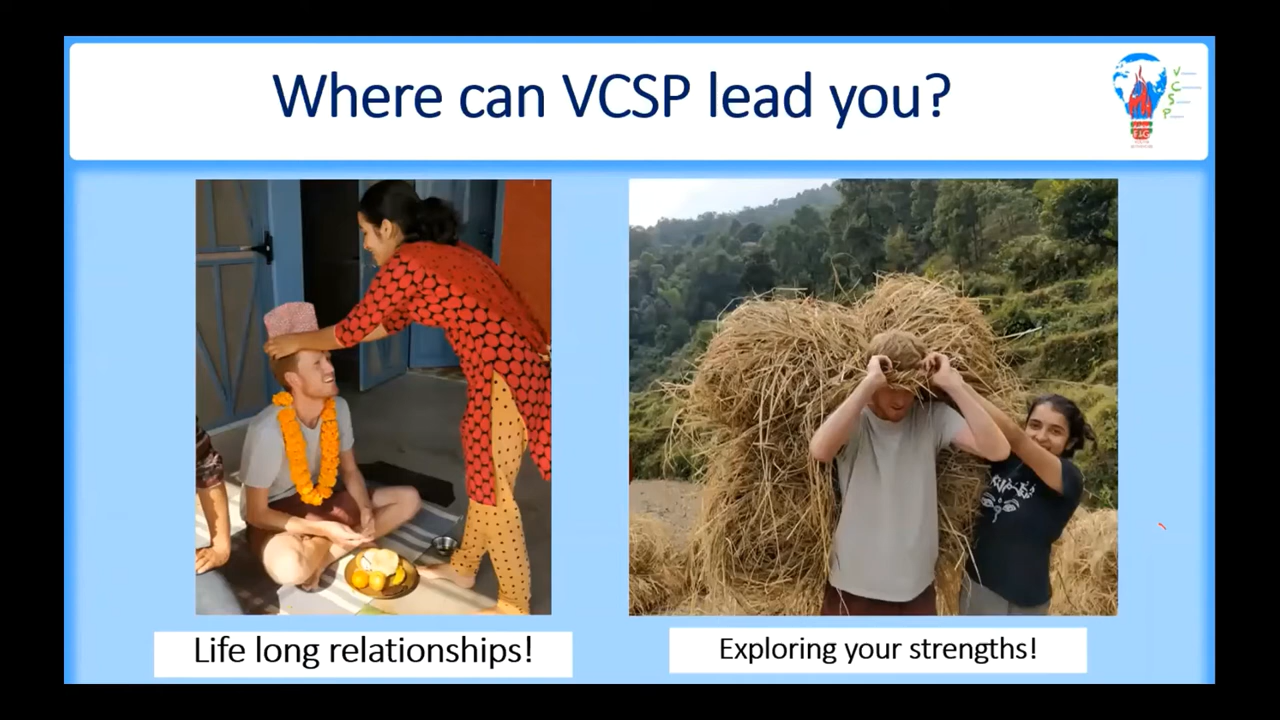 Where can VCSP lead you?
V
C
S
P
Life long relationships!
Exploring your strengths!